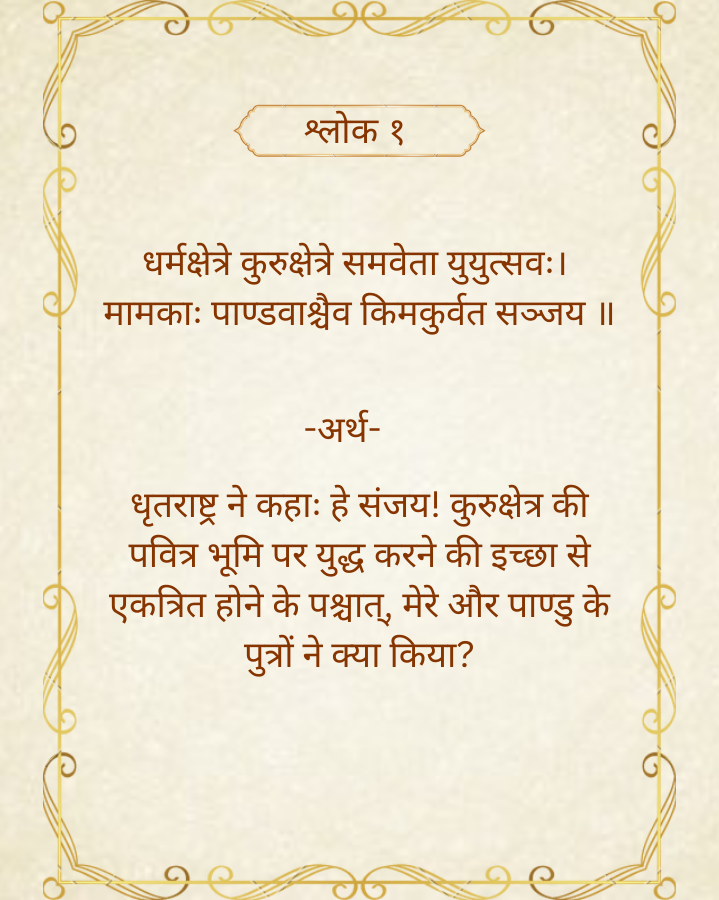 श्लोक १
धर्मक्षेत्रे कुरुक्षेत्रे समवेता युयुत्सवः।
मामकाः पाण्डवाश्चैव किमकुर्वत सञ्जय ॥
-अर्थ-
धृतराष्ट्र ने कहाः हे संजय! कुरुक्षेत्र की
पवित्र भूमि पर युद्ध करने की इच्छा से
एकत्रित होने के पश्चात्, मेरे और पाण्डु के
पुत्रों ने क्या किया?